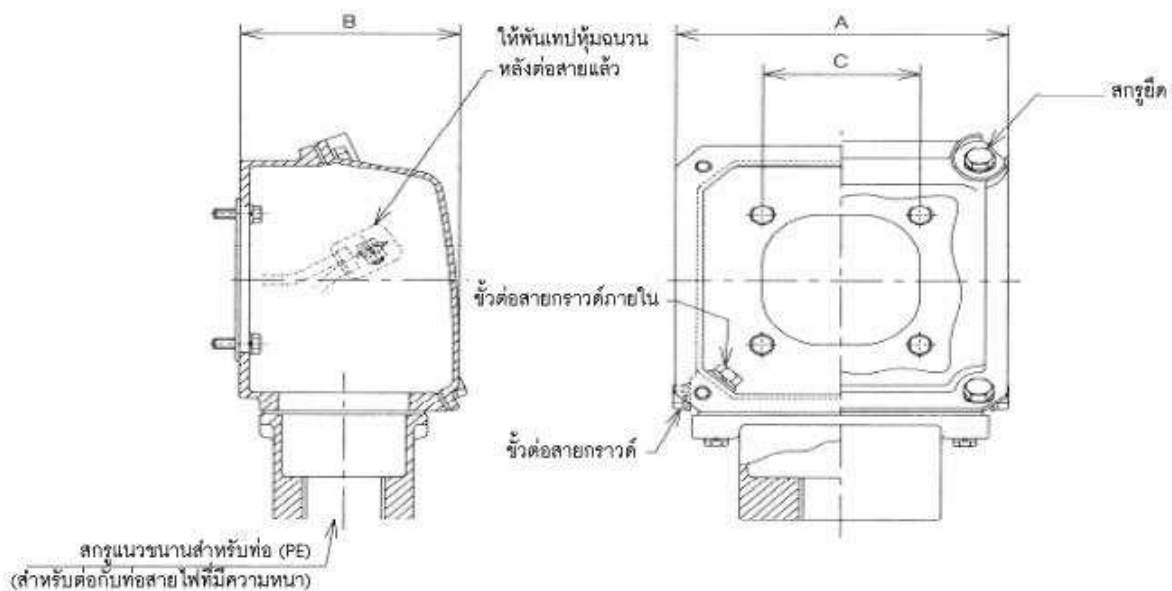 B
A
ให้พันเทปหุ้มฉนวน
หลังต่อสายแล้ว
C
สกรูยึด
ขั้วต่อสายกราวด์ภายใน
ขั้วต่อสายกราวด์
สกรูแนวขนานสำหรับท่อ (PE)
(สำหรับต่อกับท่อสายไฟที่มีความหนา)